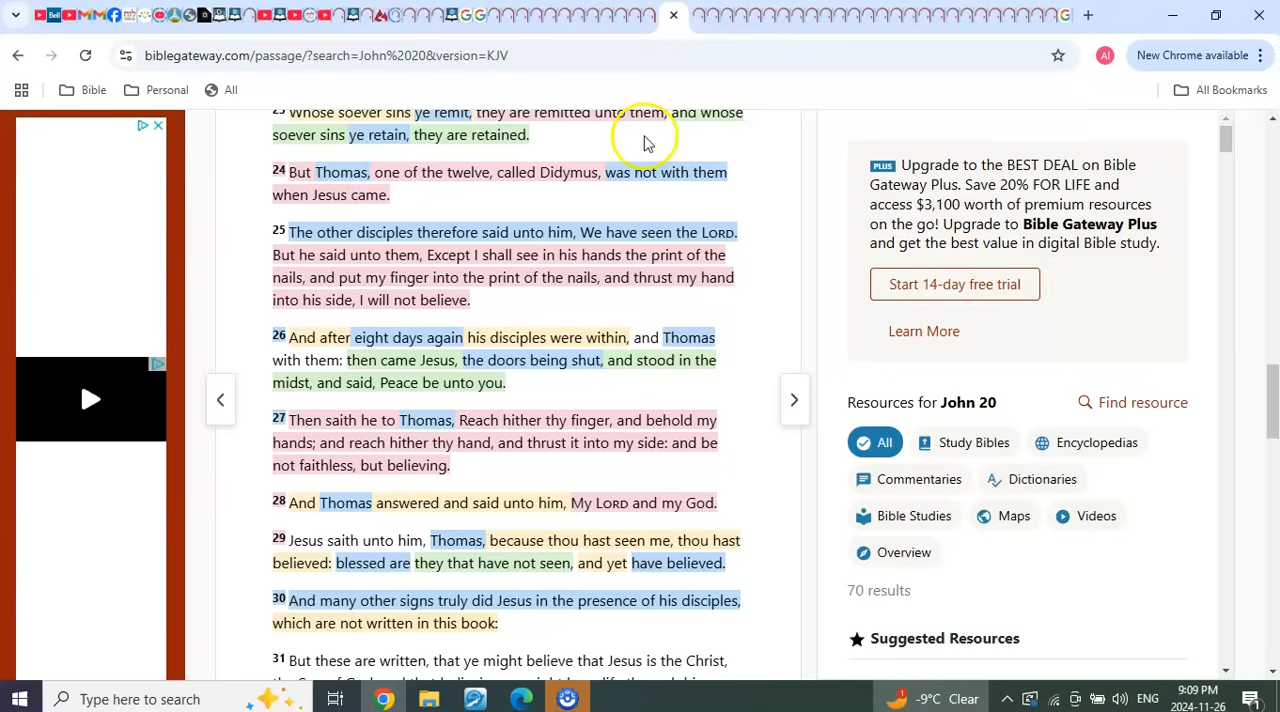 biblegateway.com/passage/?search=John%2020&version=KJV
AI
New Chrome available
Bible
Personal
All
All Bookmarks
23 Whose soever sins ye remit, they are remitted unto them, and whose
soever sins ye retain, they are retained.
24 But Thomas, one of the twelve, called Didymus, was not with them
when Jesus came.
25 The other disciples therefore said unto him, We have seen the LORD.
But he said unto them, Except I shall see in his hands the print of the
nails, and put my finger into the print of the nails, and thrust my hand
into his side, I will not believe.
26 And after eight days again his disciples were within, and Thomas
with them: then came Jesus, the doors being shut, and stood in the
midst, and said, Peace be unto you.
27 Then saith he to Thomas, Reach hither thy finger, and behold my
hands; and reach hither thy hand, and thrust it into my side: and be
not faithless, but believing.
28 And Thomas answered and said unto him, My LORD and my God.
29 Jesus saith unto him, Thomas, because thou hast seen me, thou hast
believed: blessed are they that have not seen, and yet have believed.
30 And many other signs truly did Jesus in the presence of his disciples,
which are not written in this book:
31 But these are written, that ye might believe that Jesus is the Christ,
PLUS Upgrade to the BEST DEAL on Bible
Gateway Plus. Save 20% FOR LIFE and
access $3,100 worth of premium resources
on the go! Upgrade to Bible Gateway Plus
and get the best value in digital Bible study.
Start 14-day free trial
Learn More
Resources for John 20
Find resource
All
Study Bibles
Encyclopedias
Commentaries
Dictionaries
Bible Studies
Maps
Videos
Overview
70 results
Suggested Resources
Type here to search
-9°C Clear
ENG
9:09 PM
2024-11-26
1